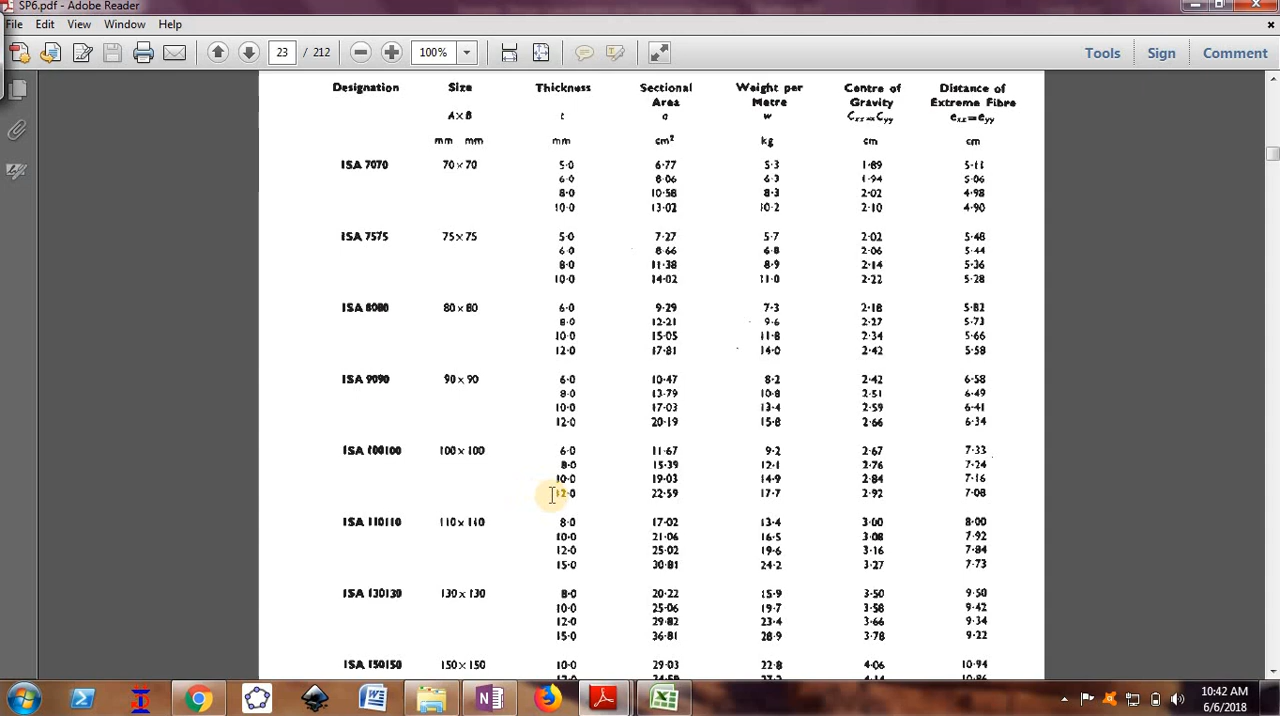 SP6.pdf - Adobe Reader
File Edit View Window Help
23 / 212 100% Tools Sign Comment
Designation Size Thickness Sectional Weight per Centre of Distance of
Area Metre Gravity Extreme Fibre
A×B t a w Cxx=Cyy exx=eyy
mm mm mm cm² kg cm cm
ISA 7070 70×70 5·0 6·77 5·3 1·89 5·11
6·0 8·06 6·3 1·94 5·06
8·0 10·58 8·3 2·02 4·98
10·0 13·02 10·2 2·10 4·90
ISA 7575 75×75 5·0 7·27 5·7 2·02 5·48
6·0 8·66 6·8 2·06 5·44
8·0 11·38 8·9 2·14 5·36
10·0 14·02 11·0 2·22 5·28
ISA 8080 80×80 6·0 9·29 7·3 2·18 5·82
8·0 12·21 9·6 2·27 5·73
10·0 15·05 11·8 2·34 5·66
12·0 17·81 14·0 2·42 5·58
ISA 9090 90×90 6·0 10·47 8·2 2·42 6·58
8·0 13·79 10·8 2·51 6·49
10·0 17·03 13·4 2·59 6·41
12·0 20·19 15·8 2·66 6·34
ISA 100100 100×100 6·0 11·67 9·2 2·67 7·33
8·0 15·39 12·1 2·76 7·24
10·0 19·03 14·9 2·84 7·16
12·0 22·59 17·7 2·92 7·08
ISA 110110 110×110 8·0 17·02 13·4 3·00 8·00
10·0 21·06 16·5 3·08 7·92
12·0 25·02 19·6 3·16 7·84
15·0 30·81 24·2 3·27 7·73
ISA 130130 130×130 8·0 20·22 15·9 3·50 9·50
10·0 25·06 19·7 3·58 9·42
12·0 29·82 23·4 3·66 9·34
15·0 36·81 28·9 3·78 9·22
ISA 150150 150×150 10·0 29·03 22·8 4·06 10·94
10:42 AM
6/6/2018